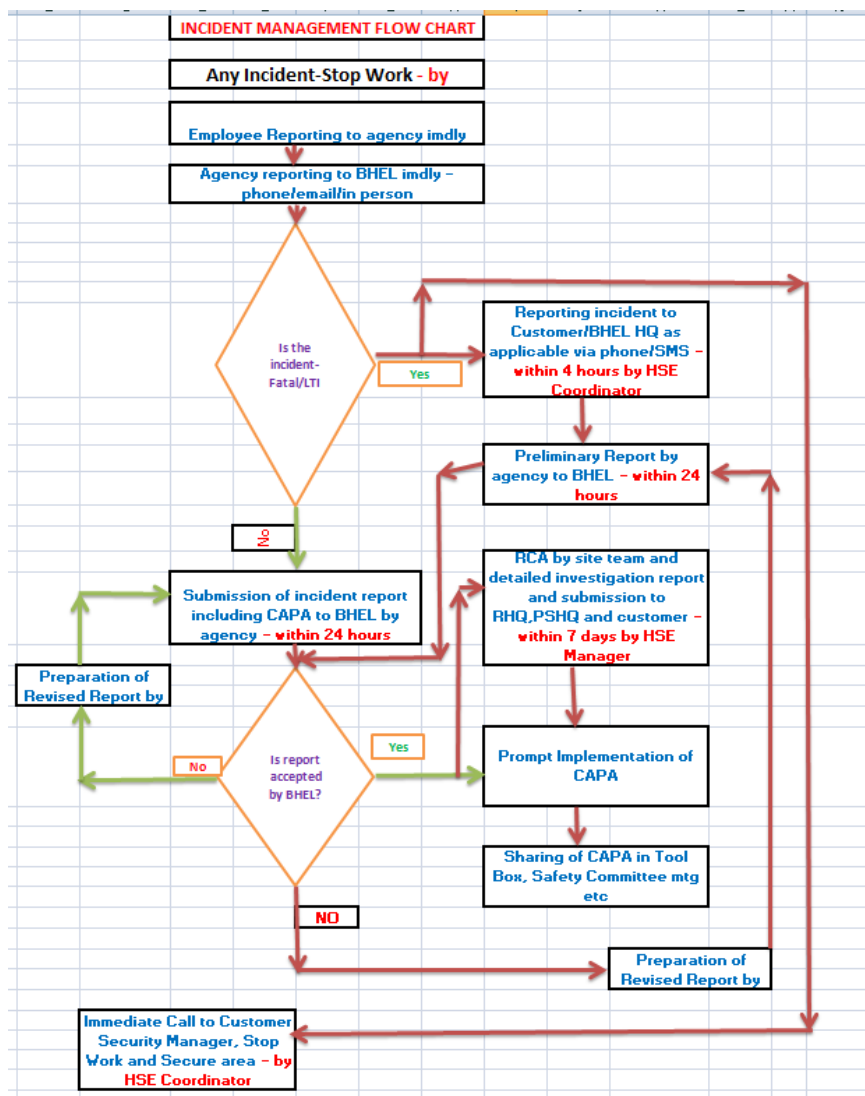 INCIDENT MANAGEMENT FLOW CHART
Any Incident-Stop Work - by
Employee Reporting to agency imdly
Agency reporting to BHEL imdly –
phone/email/in person
Is the
incident-
Fatal/LTI
Yes
Reporting incident to
Customer/BHEL HQ as
applicable via phone/SMS –
within 4 hours by HSE
Coordinator
Preliminary Report by
agency to BHEL – within 24
hours
No
Submission of incident report
including CAPA to BHEL by
agency – within 24 hours
RCA by site team and
detailed investigation report
and submission to
RHQ,PSHQ and customer –
within 7 days by HSE
Manager
Preparation of
Revised Report by
No
Is report
accepted
by BHEL?
Yes
Prompt Implementation of
CAPA
Sharing of CAPA in Tool
Box, Safety Committee mtg
etc
NO
Preparation of
Revised Report by
Immediate Call to Customer
Security Manager, Stop
Work and Secure area – by
HSE Coordinator